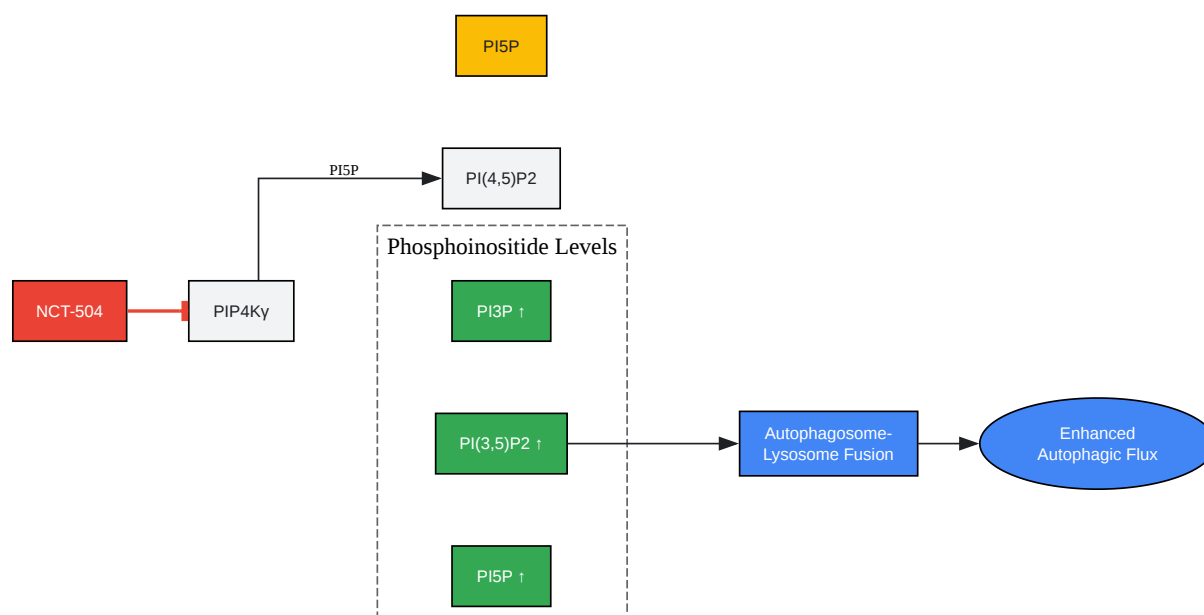 PI5P
PI5P
PI(4,5)P2
Phosphoinositide Levels
NCT-504
PIP4Kγ
PI3P ↑
PI(3,5)P2 ↑
Autophagosome-
Lysosome Fusion
Enhanced
Autophagic Flux
PI5P ↑